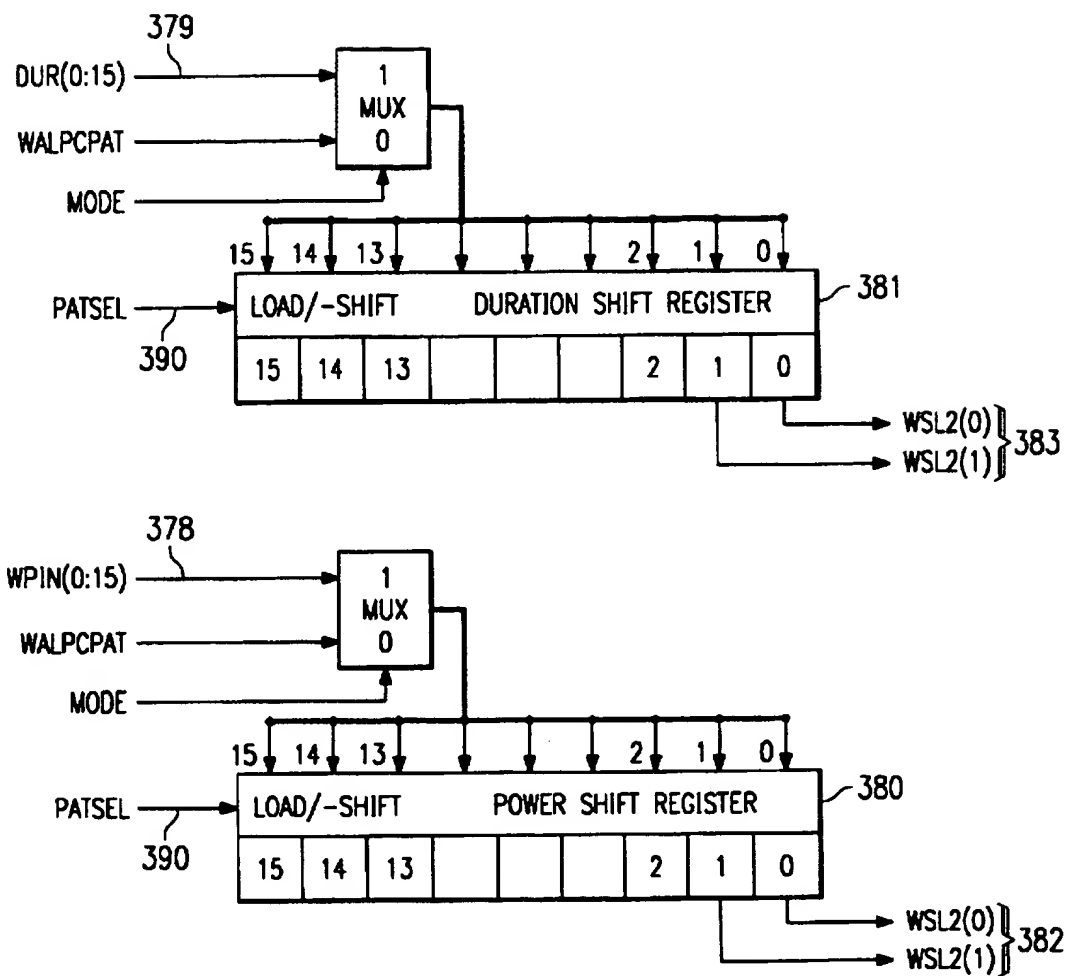 379
DUR(0:15)
1
MUX
WALPCPAT
0
MODE
15 14 13 2 1 0
PATSEL
LOAD/-SHIFT DURATION SHIFT REGISTER
381
390
15 14 13 2 1 0
WSL2(0)
383
WSL2(1)
378
WPIN(0:15)
1
MUX
WALPCPAT
0
MODE
15 14 13 2 1 0
PATSEL
LOAD/-SHIFT POWER SHIFT REGISTER
380
390
15 14 13 2 1 0
WSL2(0)
382
WSL2(1)